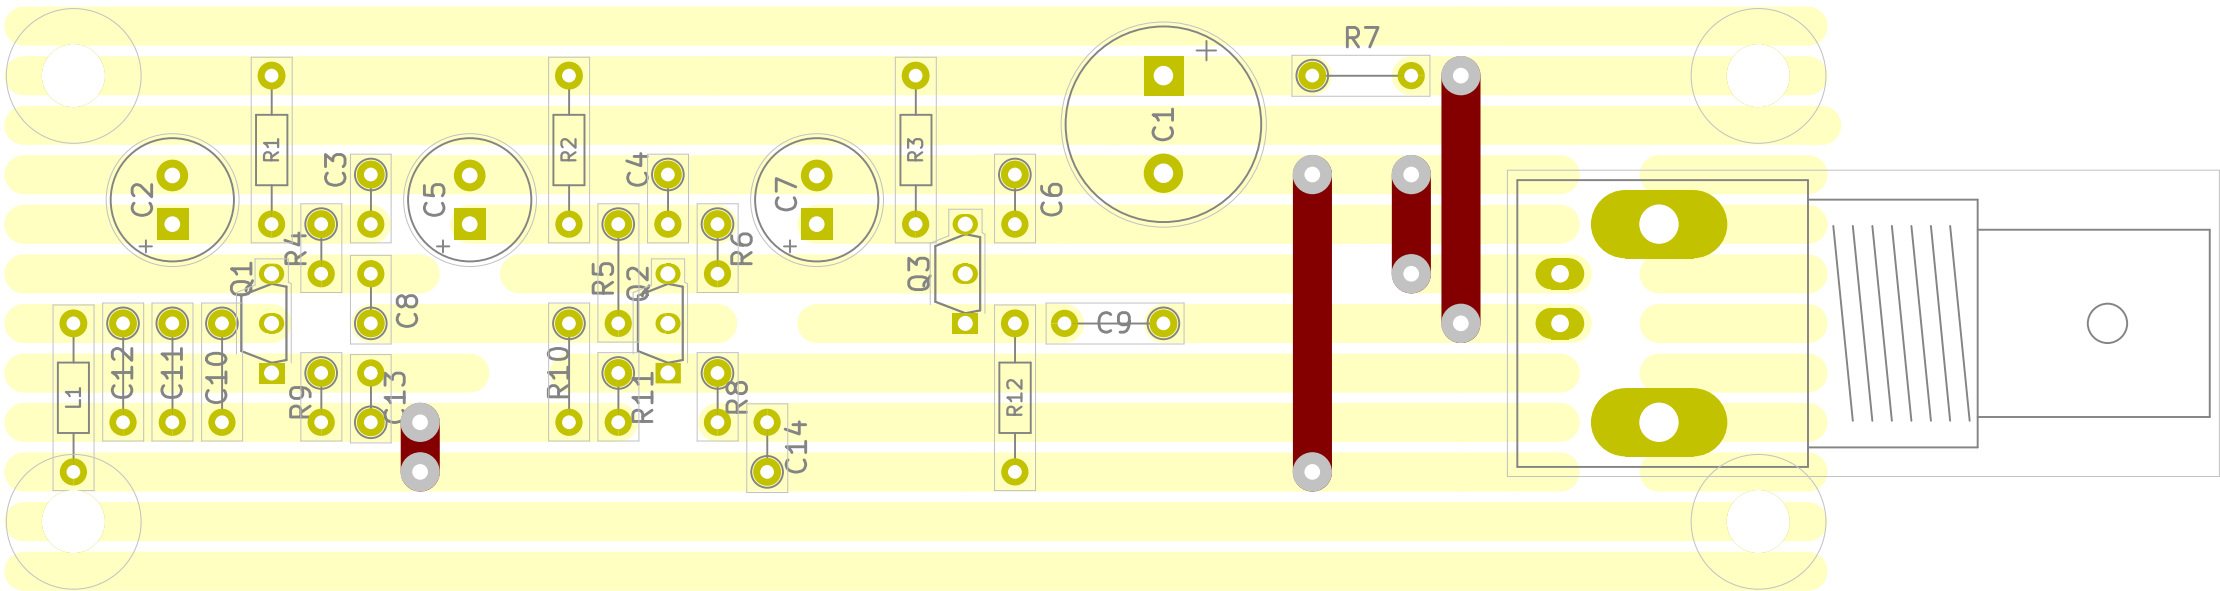 R7
+
C1
R1
R2
R3
C3
C4
C2
C5
C7
C6
+
+
+
R4
R5
R6
Q1
Q2
Q3
C8
C9
L1
C12
C11
C10
R9
C13
R10
R11
R8
R12
C14